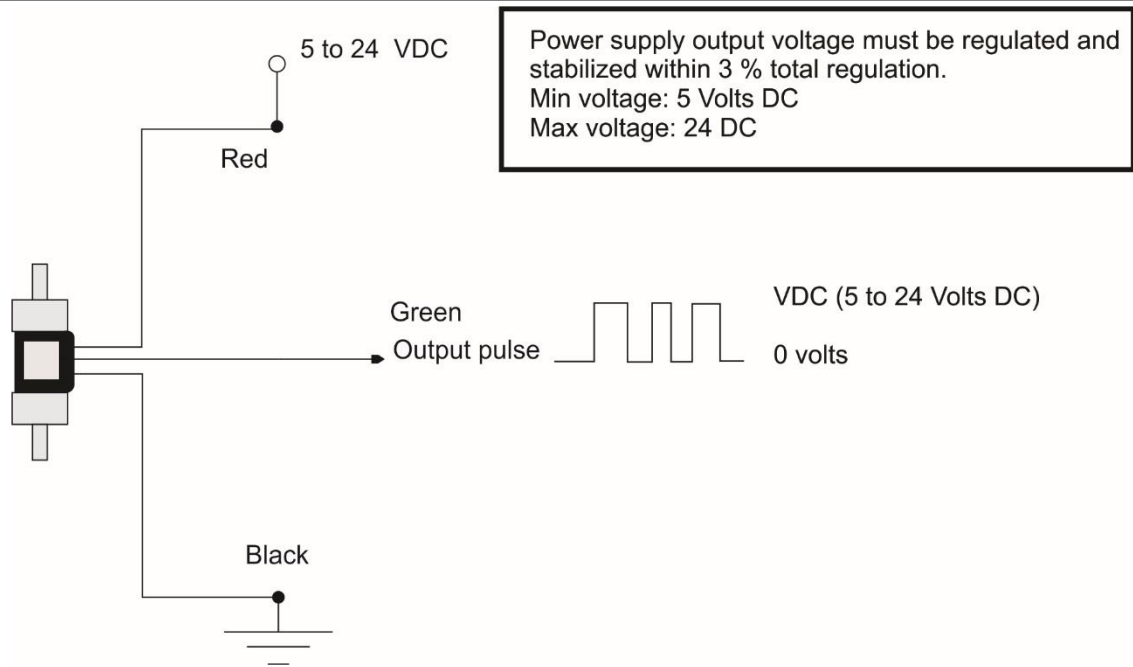 5 to 24 VDC
Power supply output voltage must be regulated and
stabilized within 3 % total regulation.
Min voltage: 5 Volts DC
Max voltage: 24 DC
Red
Green
Output pulse
VDC (5 to 24 Volts DC)
0 volts
Black